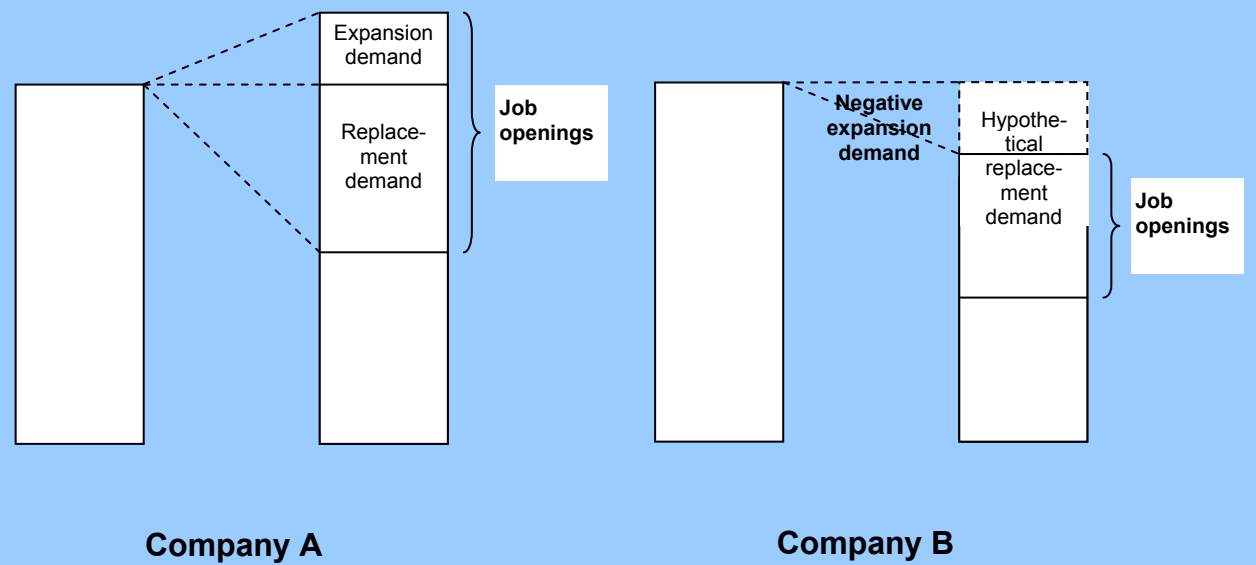 Expansion
demand
Replace-
ment
demand
Job
openings
Company A
Negative
expansion
demand
Hypothe-
tical
replace-
ment
demand
Job
openings
Company B